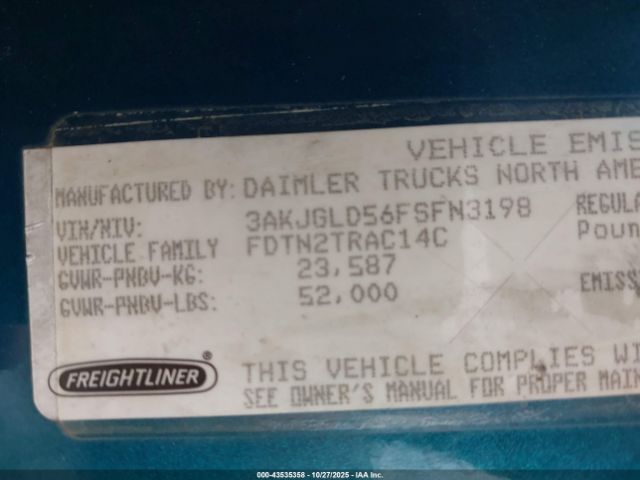 VEHICLE EMIS
MANUFACTURED BY: DAIMLER TRUCKS NORTH AME
VIN/NIV: 3AKJGLD56FSFN3198 REGULA
VEHICLE FAMILY FDTN2TRAC14C Poun
GVWR-PNBV-KG: 23,587
GVWR-PNBV-LBS: 52,000 EMISS
FREIGHTLINER®
THIS VEHICLE COMPLIES WI
SEE OWNER'S MANUAL FOR PROPER MAIN
000-43535358 - 10/27/2025 - IAA Inc.